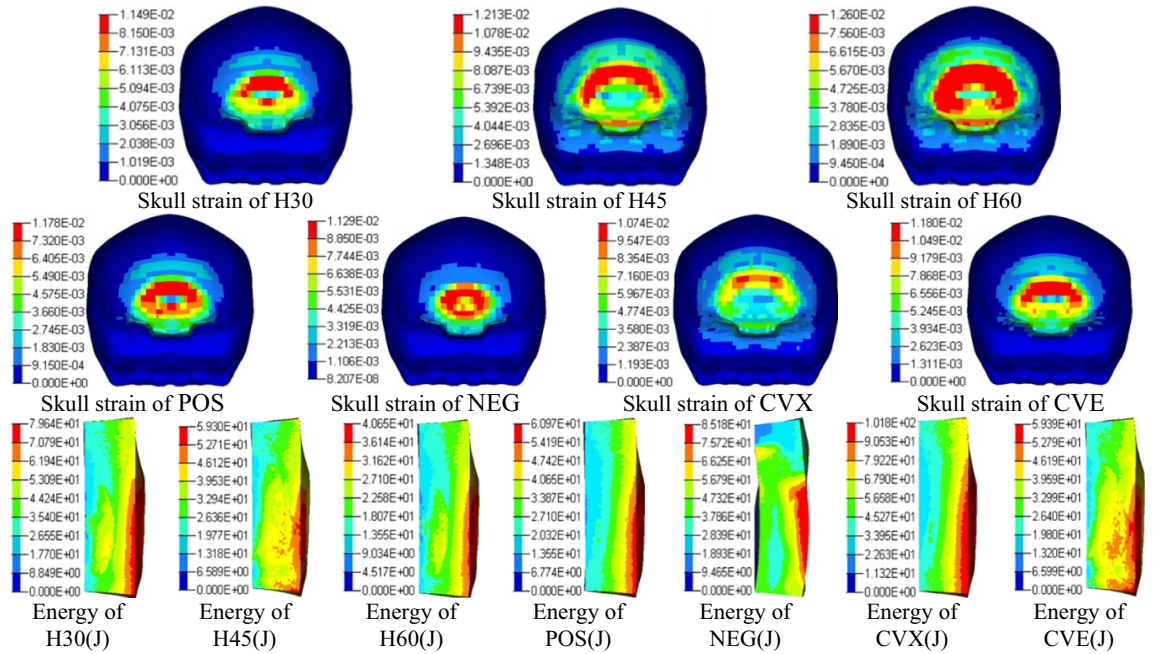 1.149E-02
8.150E-03
7.131E-03
6.113E-03
5.094E-03
4.075E-03
3.056E-03
2.038E-03
1.019E-03
0.000E+00
Skull strain of H30
1.213E-02
1.078E-02
9.435E-03
8.087E-03
6.739E-03
5.392E-03
4.044E-03
2.696E-03
1.348E-03
0.000E+00
Skull strain of H45
1.260E-02
7.560E-03
6.615E-03
5.670E-03
4.725E-03
3.780E-03
2.835E-03
1.890E-03
9.450E-04
0.000E+00
Skull strain of H60
1.178E-02
7.320E-03
6.405E-03
5.490E-03
4.575E-03
3.660E-03
2.745E-03
1.830E-03
9.150E-04
0.000E+00
Skull strain of POS
1.129E-02
8.850E-03
7.744E-03
6.638E-03
5.531E-03
4.425E-03
3.319E-03
2.213E-03
1.106E-03
8.207E-08
Skull strain of NEG
1.074E-02
9.547E-03
8.354E-03
7.160E-03
5.967E-03
4.774E-03
3.580E-03
2.387E-03
1.193E-03
0.000E+00
Skull strain of CVX
1.180E-02
1.049E-02
9.179E-03
7.868E-03
6.556E-03
5.245E-03
3.934E-03
2.623E-03
1.311E-03
0.000E+00
Skull strain of CVE
7.964E+01
7.079E+01
6.194E+01
5.309E+01
4.424E+01
3.540E+01
2.655E+01
1.770E+01
8.849E+00
0.000E+00
Energy of
H30(J)
5.930E+01
5.271E+01
4.612E+01
3.953E+01
3.294E+01
2.636E+01
1.977E+01
1.318E+01
6.589E+00
0.000E+00
Energy of
H45(J)
4.065E+01
3.614E+01
3.162E+01
2.710E+01
2.258E+01
1.807E+01
1.355E+01
9.034E+00
4.517E+00
0.000E+00
Energy of
H60(J)
6.097E+01
5.419E+01
4.742E+01
4.065E+01
3.387E+01
2.710E+01
2.032E+01
1.355E+01
6.774E+00
0.000E+00
Energy of
POS(J)
8.518E+01
7.572E+01
6.625E+01
5.679E+01
4.732E+01
3.786E+01
2.839E+01
1.893E+01
9.465E+00
0.000E+00
Energy of
NEG(J)
1.018E+02
9.053E+01
7.922E+01
6.790E+01
5.658E+01
4.527E+01
3.395E+01
2.263E+01
1.132E+01
0.000E+00
Energy of
CVX(J)
5.939E+01
5.279E+01
4.619E+01
3.959E+01
3.299E+01
2.640E+01
1.980E+01
1.320E+01
6.599E+00
0.000E+00
Energy of
CVE(J)